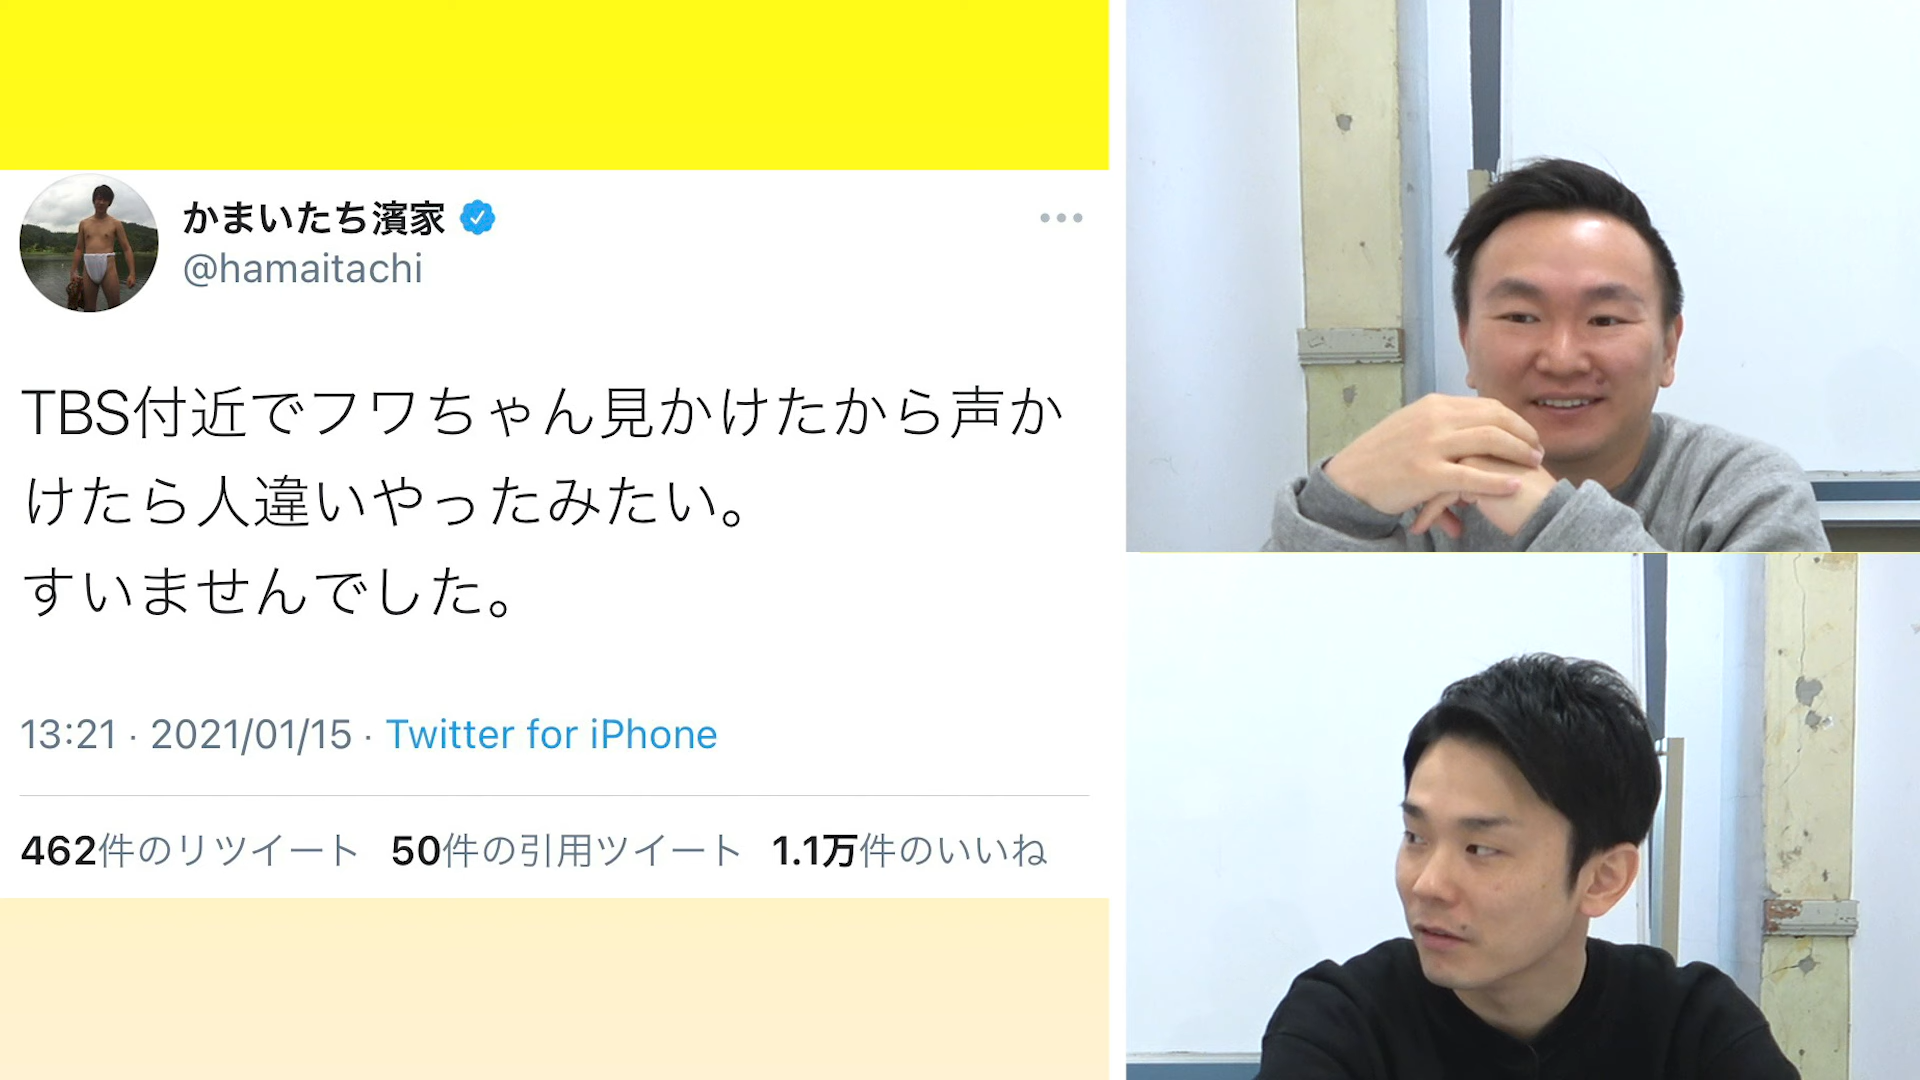 かまいたち濱家
@hamaitachi
TBS付近でフワちゃん見かけたから声か
けたら人違いやったみたい。
すいませんでした。
13:21 · 2021/01/15 · Twitter for iPhone
462件のリツイート 50件の引用ツイート 1.1万件のいいね